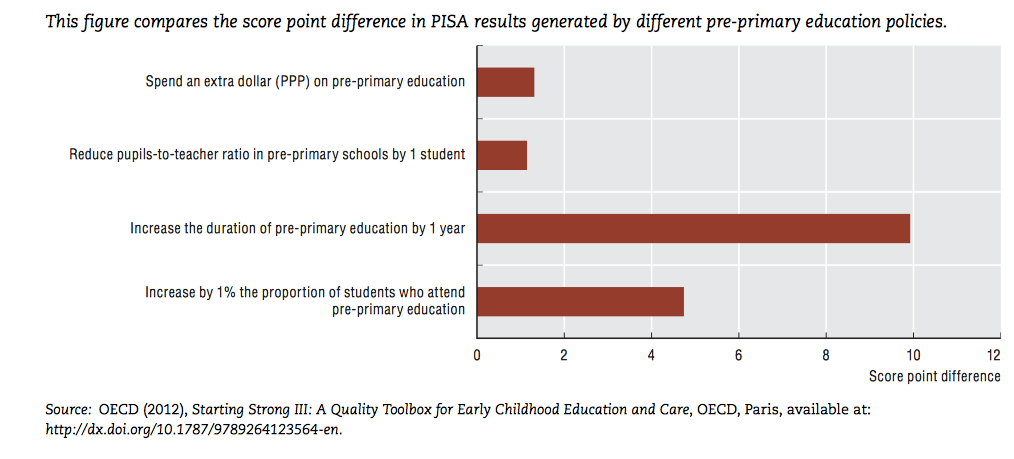 This figure compares the score point difference in PISA results generated by different pre-primary education policies.
Spend an extra dollar (PPP) on pre-primary education
Reduce pupils-to-teacher ratio in pre-primary schools by 1 student
Increase the duration of pre-primary education by 1 year
Increase by 1% the proportion of students who attend
pre-primary education
0 2 4 6 8 10 12
Score point difference
Source: OECD (2012), Starting Strong III: A Quality Toolbox for Early Childhood Education and Care, OECD, Paris, available at:
http://dx.doi.org/10.1787/9789264123564-en.